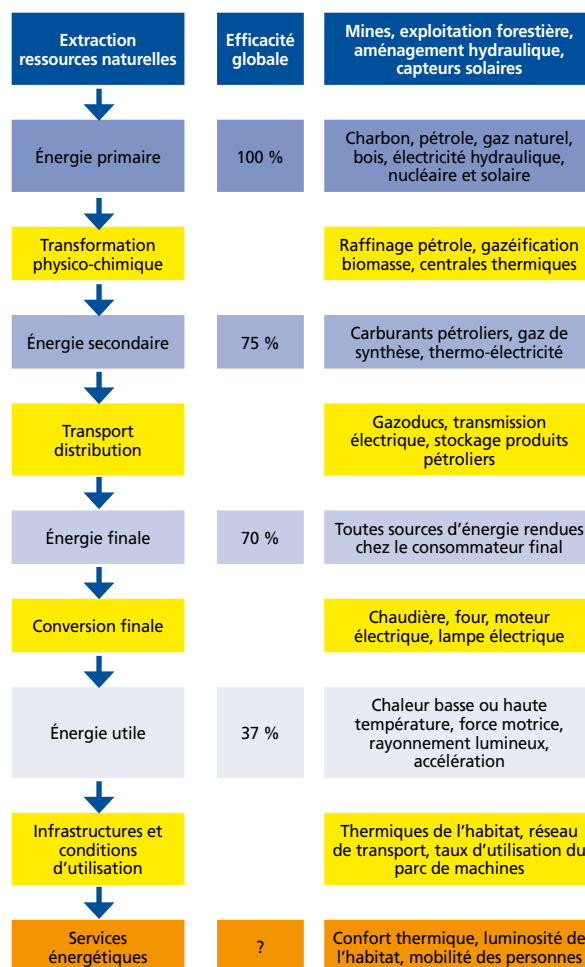 Extraction
ressources naturelles
Efficacité
globale
Mines, exploitation forestière,
aménagement hydraulique,
capteurs solaires
Énergie primaire
100 %
Charbon, pétrole, gaz naturel,
bois, électricité hydraulique,
nucléaire et solaire
Transformation
physico-chimique
Raffinage pétrole, gazéification
biomasse, centrales thermiques
Énergie secondaire
75 %
Carburants pétroliers, gaz de
synthèse, thermo-électricité
Transport
distribution
Gazoducs, transmission
électrique, stockage produits
pétroliers
Énergie finale
70 %
Toutes sources d’énergie rendues
chez le consommateur final
Conversion finale
Chaudière, four, moteur
électrique, lampe électrique
Énergie utile
37 %
Chaleur basse ou haute
température, force motrice,
rayonnement lumineux,
accélération
Infrastructures et
conditions
d’utilisation
Thermiques de l’habitat, réseau
de transport, taux d’utilisation du
parc de machines
Services
énergétiques
?
Confort thermique, luminosité de
l’habitat, mobilité des personnes